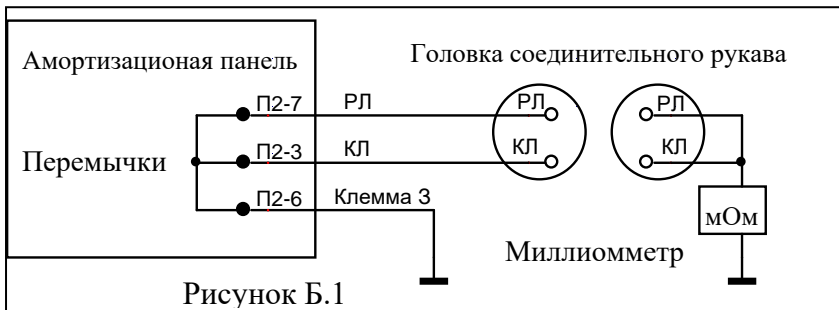 Амортизационая панель
Головка соединительного рукава
П2-7 РЛ РЛ РЛ
Перемычки П2-3 КЛ КЛ КЛ
П2-6 Клемма З
мОм
Миллиомметр
Рисунок Б.1